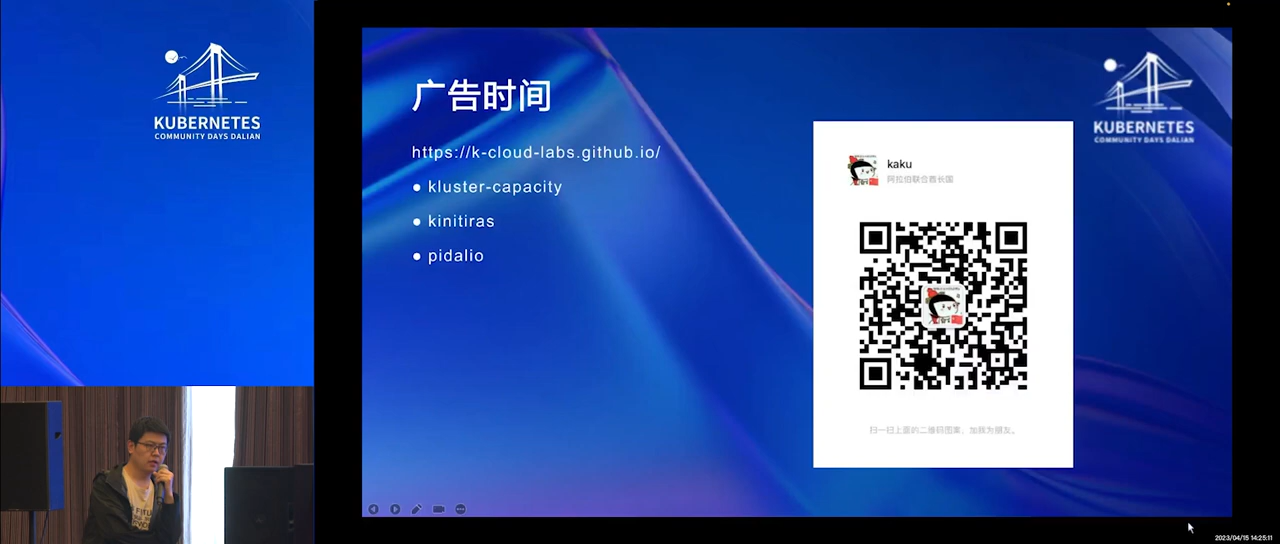 KUBERNETES
COMMUNITY DAYS DALIAN
广告时间
https://k-cloud-labs.github.io/
● kluster-capacity
● kinitiras
● pidalio
KUBERNETES
COMMUNITY DAYS DALIAN
kaku
阿拉伯联合酋长国
扫一扫上面的二维码图案，加我为朋友。
2023/04/15 14:25:11